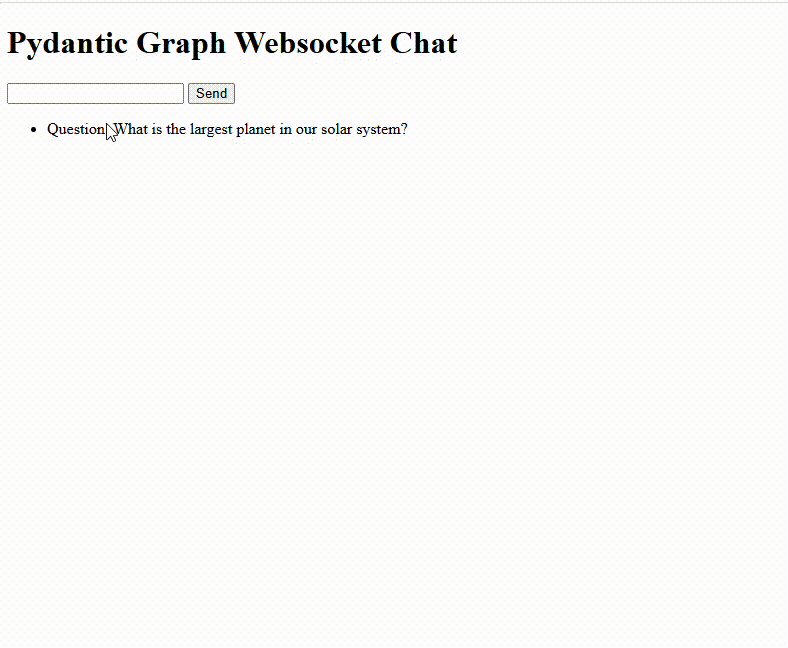 Pydantic Graph Websocket Chat
Send
Question: What is the largest planet in our solar system?